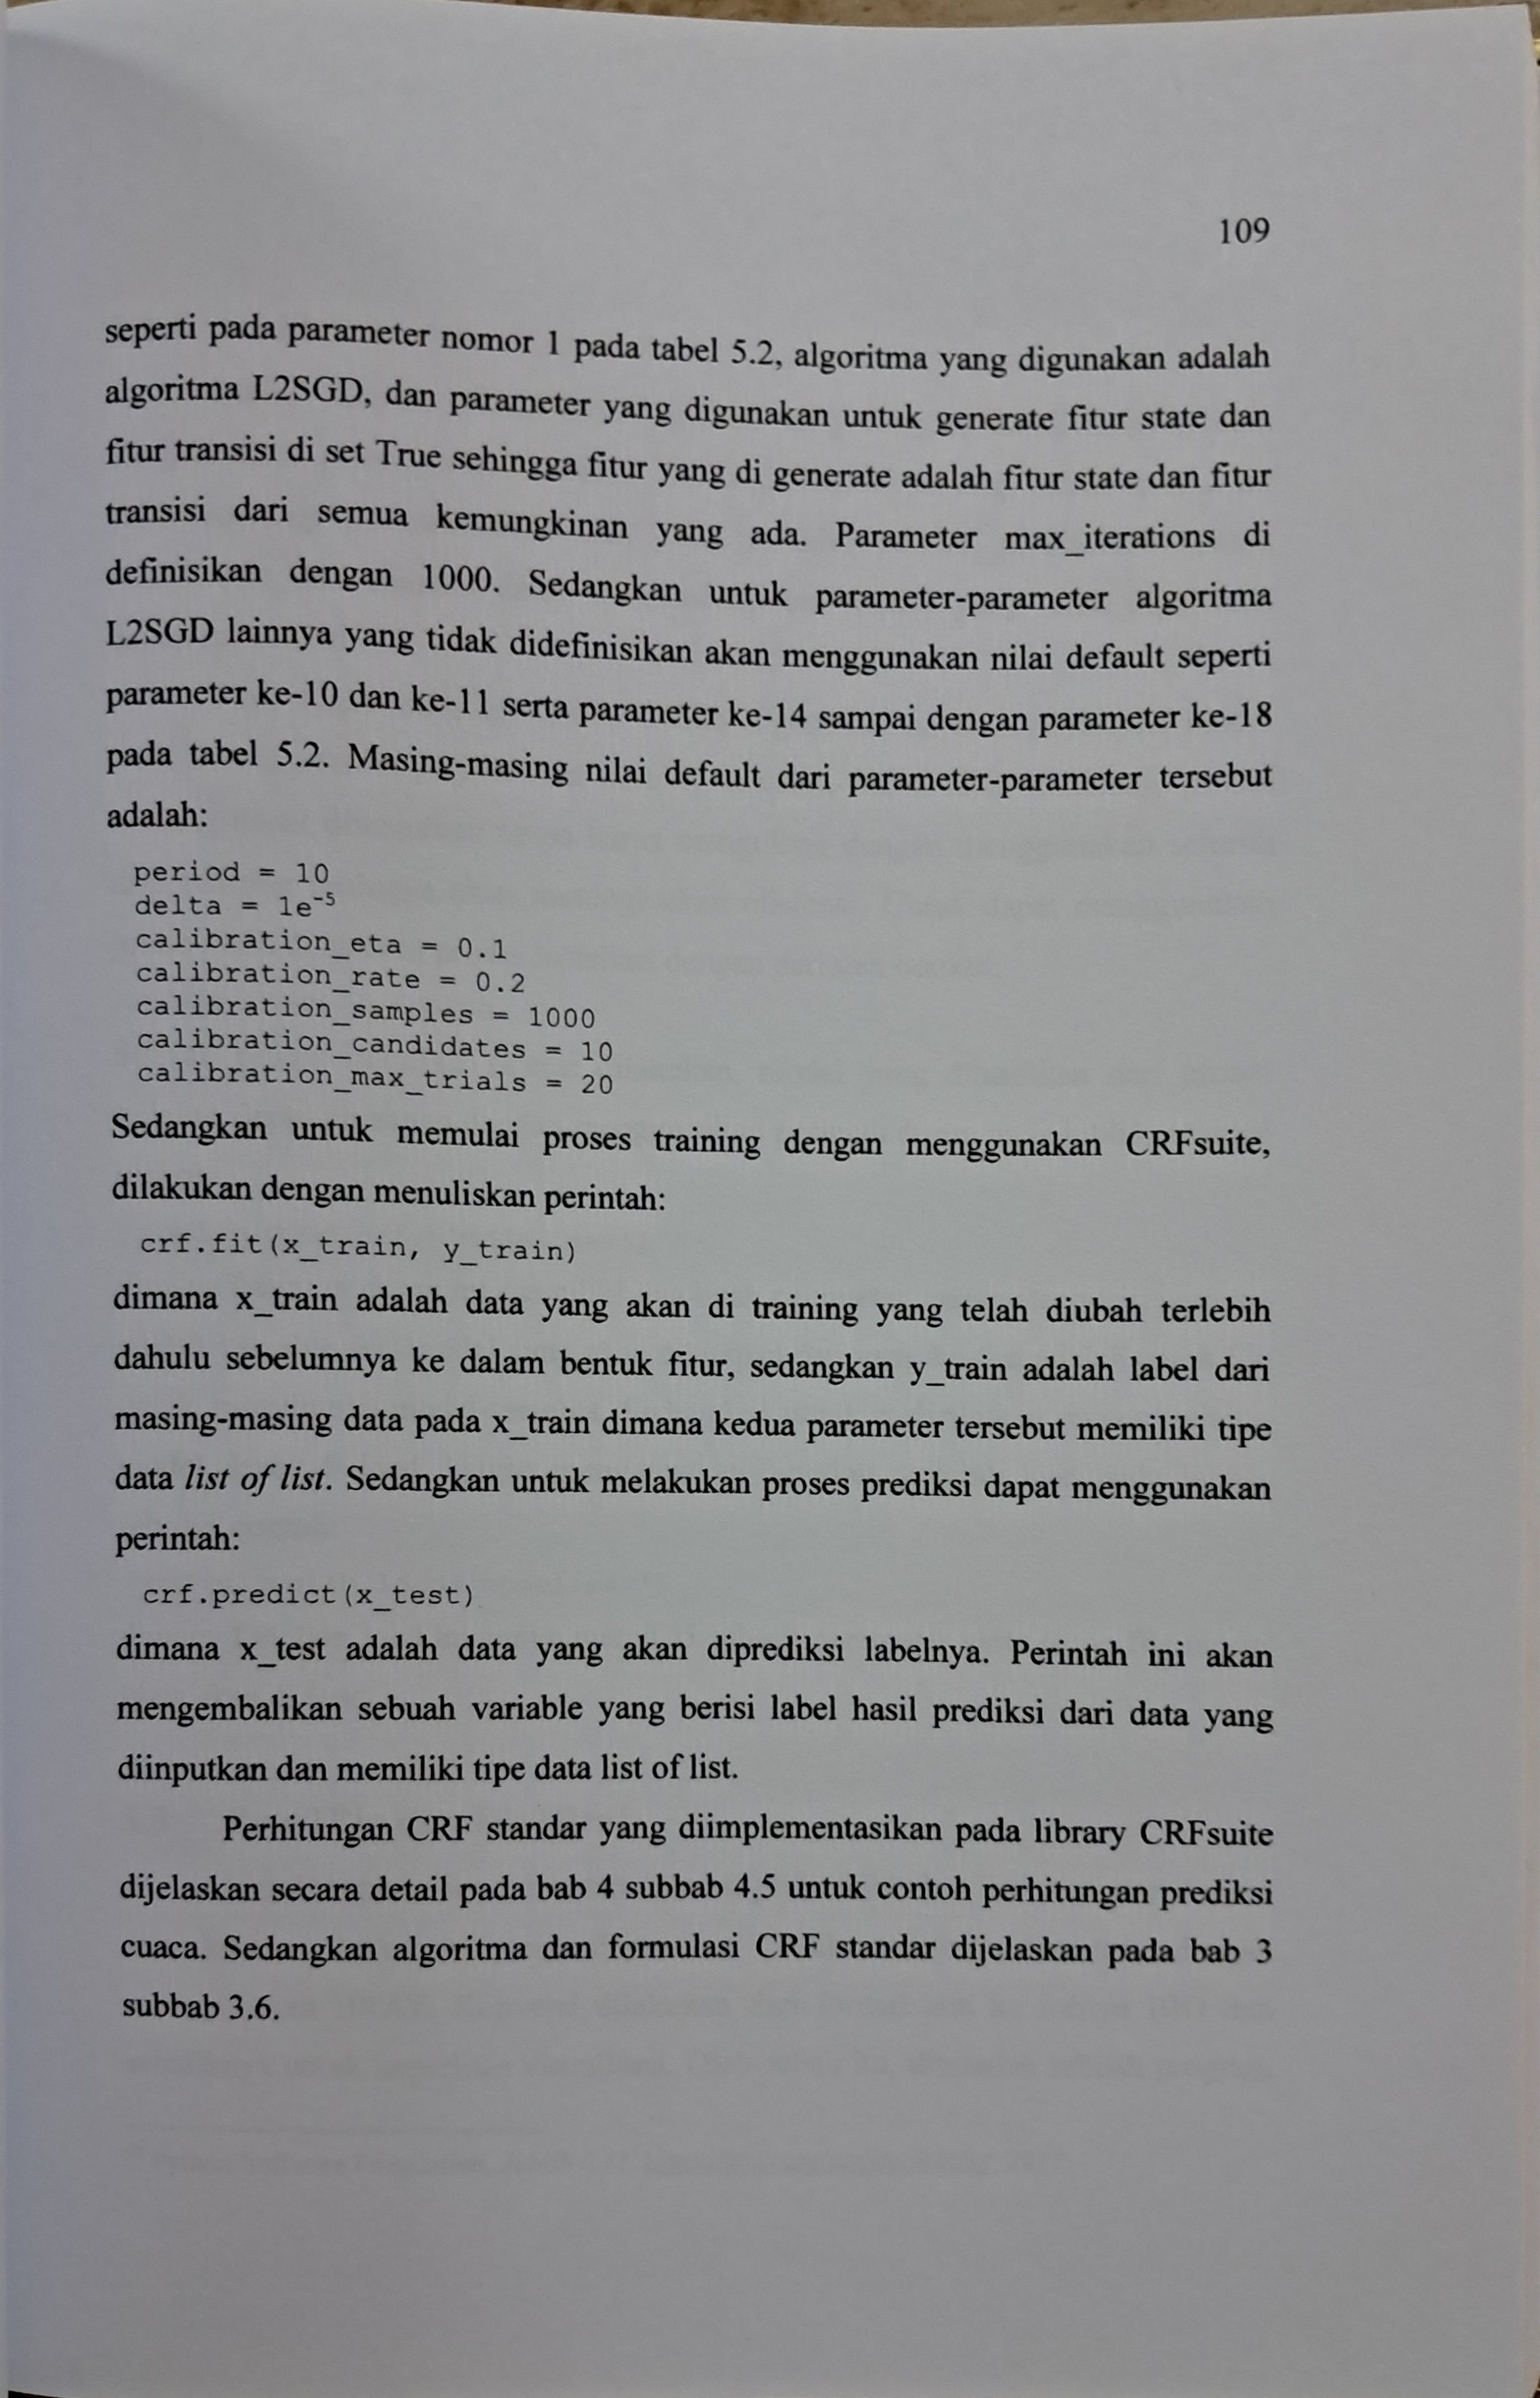 109
seperti pada parameter nomor 1 pada tabel 5.2, algoritma yang digunakan adalah
algoritma L2SGD, dan parameter yang digunakan untuk generate fitur state dan
fitur transisi di set True sehingga fitur yang di generate adalah fitur state dan fitur
transisi dari semua kemungkinan yang ada. Parameter max_iterations di
definisikan dengan 1000. Sedangkan untuk parameter-parameter algoritma
L2SGD lainnya yang tidak didefinisikan akan menggunakan nilai default seperti
parameter ke-10 dan ke-11 serta parameter ke-14 sampai dengan parameter ke-18
pada tabel 5.2. Masing-masing nilai default dari parameter-parameter tersebut
adalah:
period = 10
delta = 1e⁻⁵
calibration_eta = 0.1
calibration_rate = 0.2
calibration_samples = 1000
calibration_candidates = 10
calibration_max_trials = 20
Sedangkan untuk memulai proses training dengan menggunakan CRFsuite,
dilakukan dengan menuliskan perintah:
crf.fit(x_train, y_train)
dimana x_train adalah data yang akan di training yang telah diubah terlebih
dahulu sebelumnya ke dalam bentuk fitur, sedangkan y_train adalah label dari
masing-masing data pada x_train dimana kedua parameter tersebut memiliki tipe
data list of list. Sedangkan untuk melakukan proses prediksi dapat menggunakan
perintah:
crf.predict(x_test)
dimana x_test adalah data yang akan diprediksi labelnya. Perintah ini akan
mengembalikan sebuah variable yang berisi label hasil prediksi dari data yang
diinputkan dan memiliki tipe data list of list.
Perhitungan CRF standar yang diimplementasikan pada library CRFsuite
dijelaskan secara detail pada bab 4 subbab 4.5 untuk contoh perhitungan prediksi
cuaca. Sedangkan algoritma dan formulasi CRF standar dijelaskan pada bab 3
subbab 3.6.